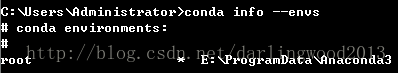 C:\Users\Administrator>conda info --envs
# conda environments:
#
http://blog.csdn.net/darlingwood2013
root * E:\ProgramData\Anaconda3